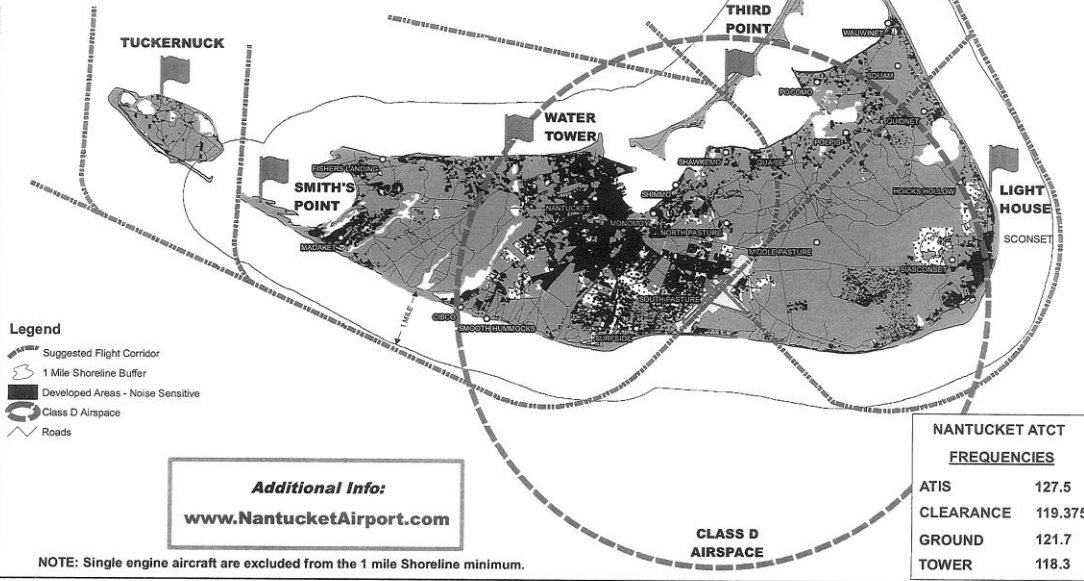 THIRD
POINT
TUCKERNUCK
WAUWINET
SQUAM
POCOMO
WATER
TOWER
QUIDNET
POLPIS
FISHERS LANDING
SHAWKEMO
QUAISE
SMITH'S
POINT
SHIMMO
HOICKS HOLLOW
LIGHT
HOUSE
NANTUCKET
MONOMOY
NORTH PASTURE
SCONSET
MADAKET
MIDDLE PASTURE
SIASCONSET
1 MILE
SOUTH PASTURE
CISCO
SMOOTH HUMMOCKS
SURFSIDE
Legend
Suggested Flight Corridor
1 Mile Shoreline Buffer
Developed Areas - Noise Sensitive
Class D Airspace
Roads
Additional Info:
www.NantucketAirport.com
NOTE: Single engine aircraft are excluded from the 1 mile Shoreline minimum.
CLASS D
AIRSPACE
NANTUCKET ATCT
FREQUENCIES
ATIS 127.5
CLEARANCE 119.375
GROUND 121.7
TOWER 118.3